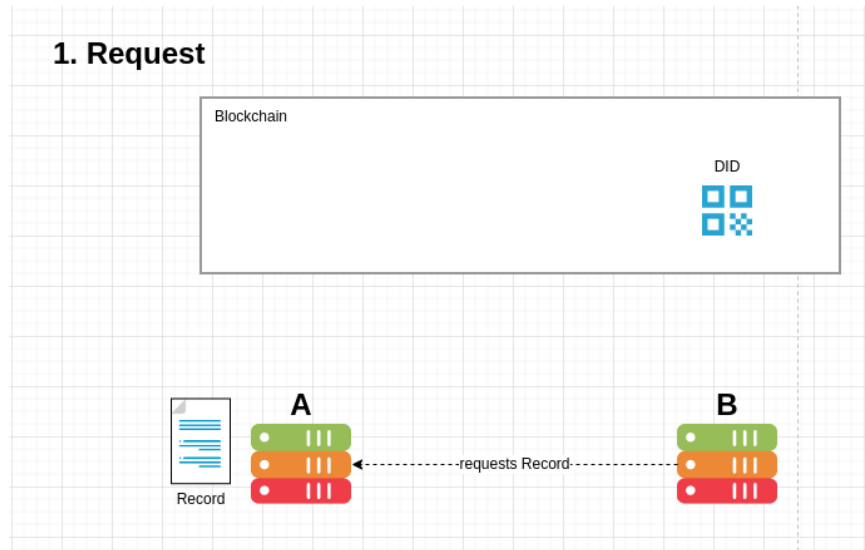 1. Request
Blockchain
DID
A
B
requests Record
Record